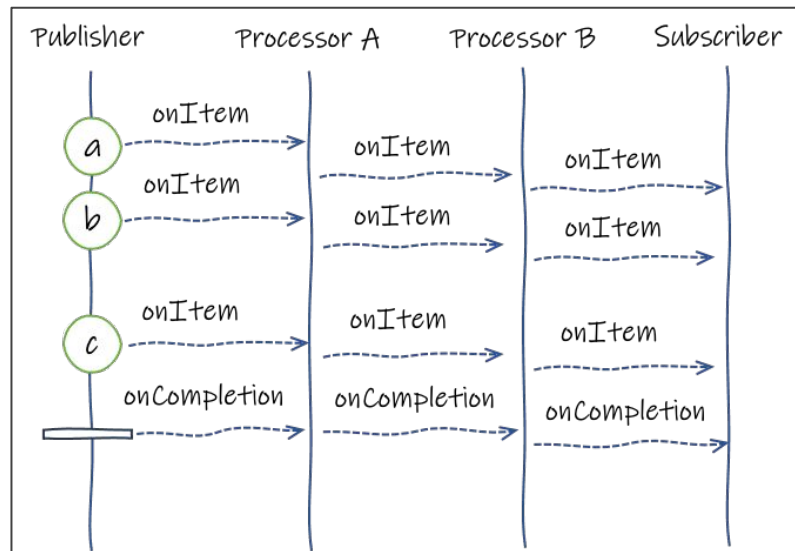 Publisher Processor A Processor B Subscriber
onItem
a onItem
onItem
onItem
b onItem
onItem
onItem
c onItem
onItem
onCompletion onCompletion onCompletion